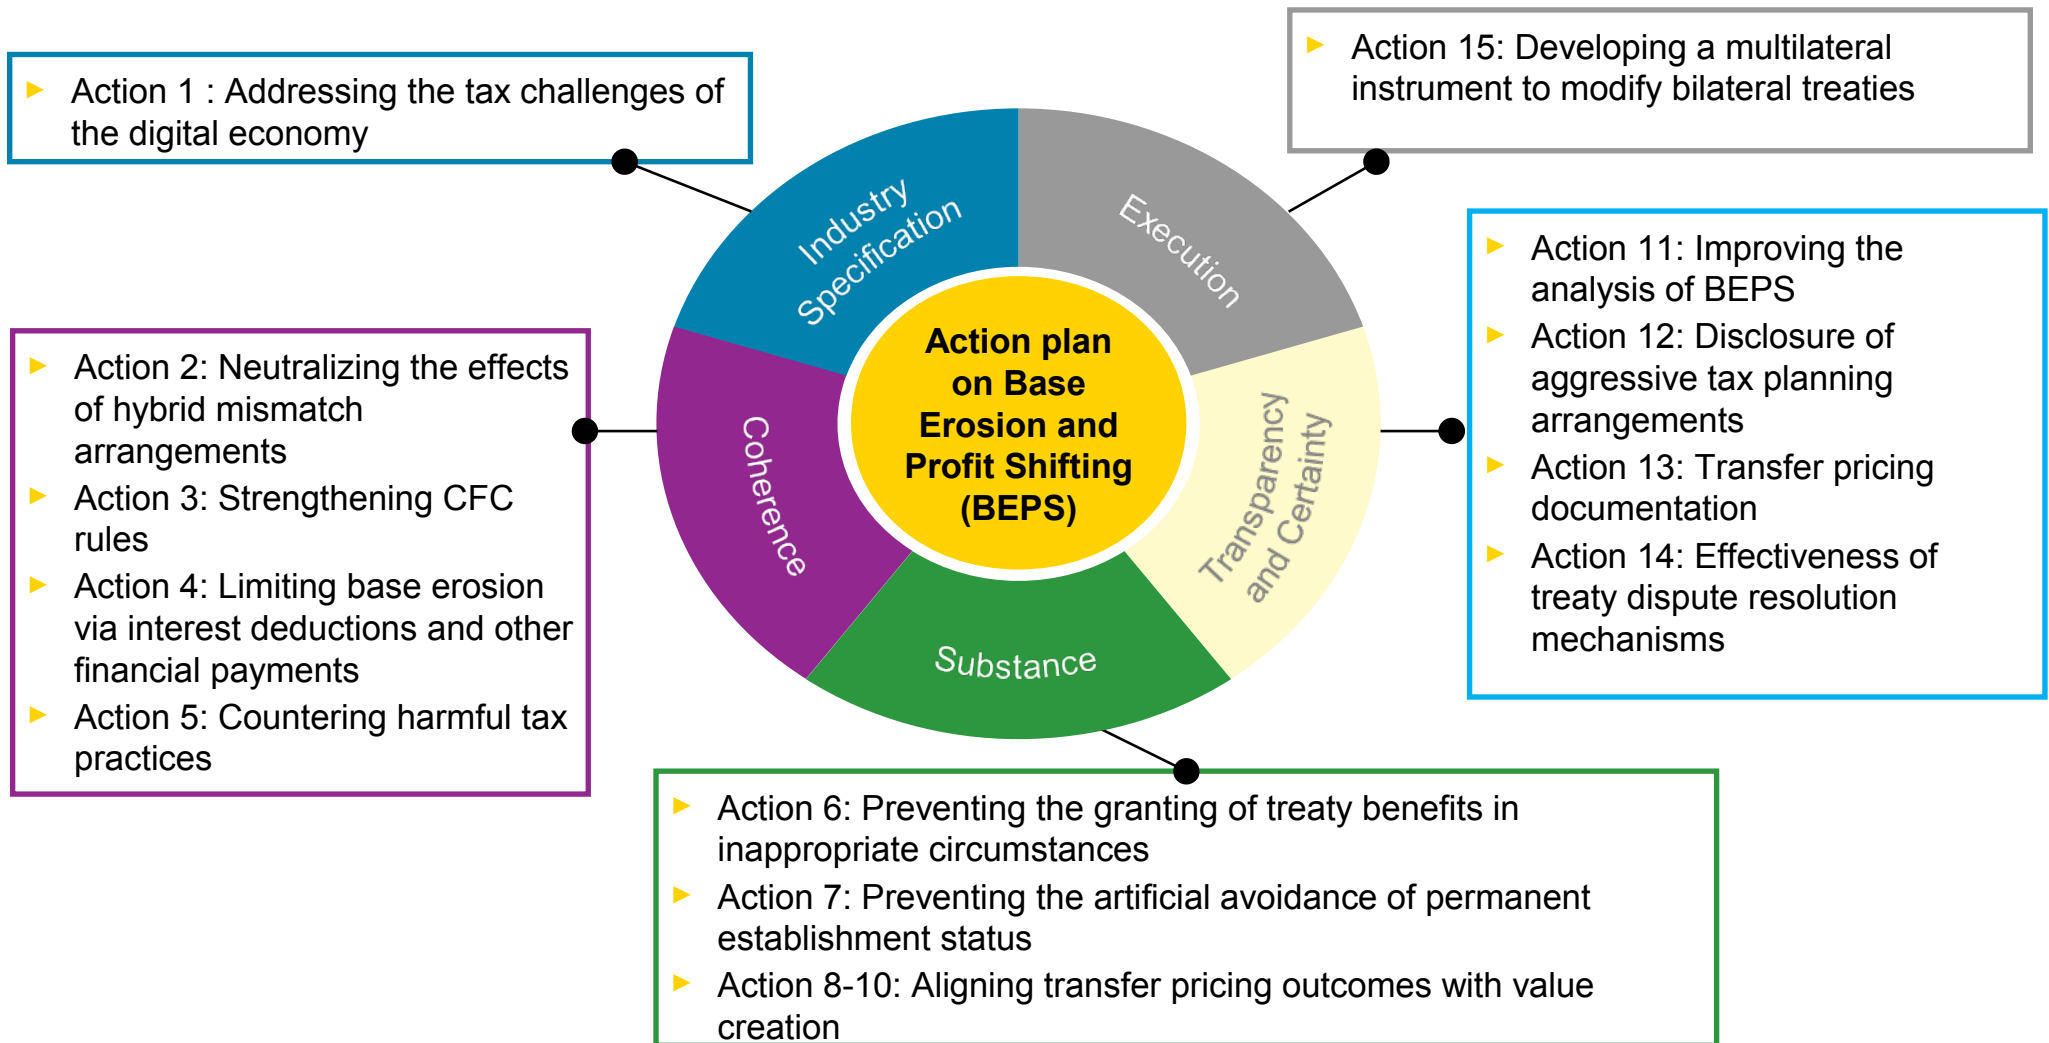 Action 1 : Addressing the tax challenges of
the digital economy
Action 15: Developing a multilateral
instrument to modify bilateral treaties
Industry
Specification
Execution
Action plan
on Base
Erosion and
Profit Shifting
(BEPS)
Coherence
Transparency
and Certainty
Substance
Action 2: Neutralizing the effects
of hybrid mismatch
arrangements
Action 3: Strengthening CFC
rules
Action 4: Limiting base erosion
via interest deductions and other
financial payments
Action 5: Countering harmful tax
practices
Action 11: Improving the
analysis of BEPS
Action 12: Disclosure of
aggressive tax planning
arrangements
Action 13: Transfer pricing
documentation
Action 14: Effectiveness of
treaty dispute resolution
mechanisms
Action 6: Preventing the granting of treaty benefits in
inappropriate circumstances
Action 7: Preventing the artificial avoidance of permanent
establishment status
Action 8-10: Aligning transfer pricing outcomes with value
creation